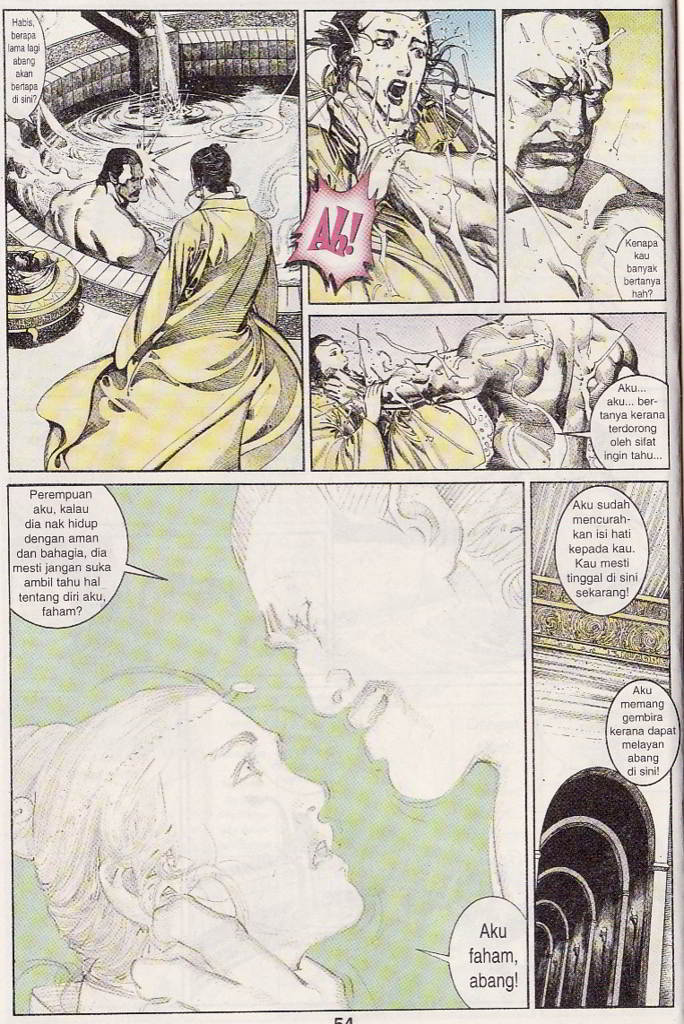 Habis,
berapa
lama lagi
abang
akan
bertapa
di sini?
Ah!
Kenapa
kau
banyak
bertanya
hah?
Aku...
aku... ber-
tanya kerana
terdorong
oleh sifat
ingin tahu...
Perempuan
aku, kalau
dia nak hidup
dengan aman
dan bahagia, dia
mesti jangan suka
ambil tahu hal
tentang diri aku,
faham?
Aku
faham,
abang!
Aku sudah
mencurah-
kan isi hati
kepada kau.
Kau mesti
tinggal di sini
sekarang!
Aku
memang
gembira
kerana dapat
melayan
abang
di sini!
54